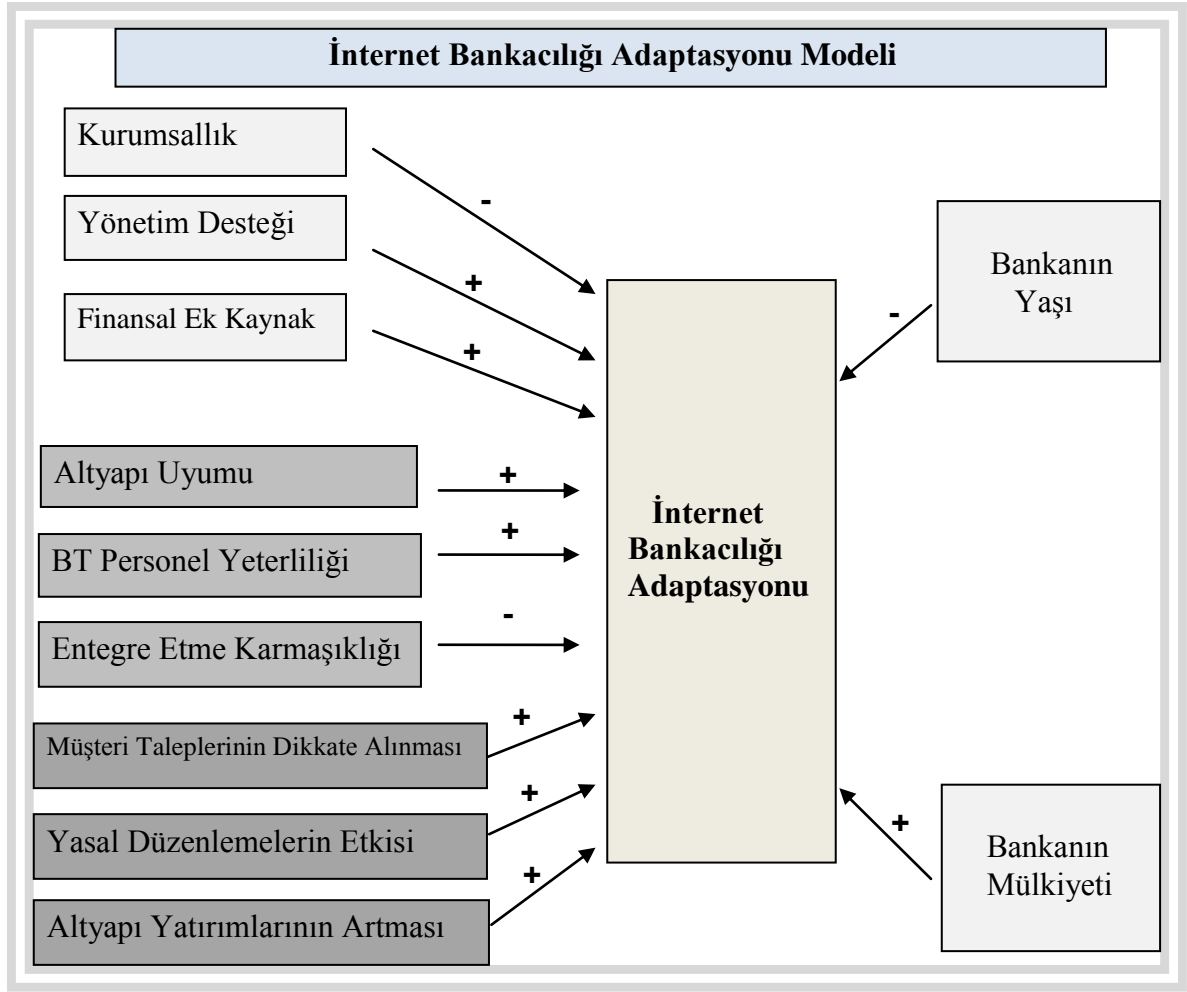 İnternet Bankacılığı Adaptasyonu Modeli
Kurumsallık
-
Yönetim Desteği
+
Finansal Ek Kaynak
+
Altyapı Uyumu
+
BT Personel Yeterliliği
+
Entegre Etme Karmaşıklığı
-
Müşteri Taleplerinin Dikkate Alınması
+
Yasal Düzenlemelerin Etkisi
+
Altyapı Yatırımlarının Artması
+
İnternet
Bankacılığı
Adaptasyonu
Bankanın
Yaşı
-
Bankanın
Mülkiyeti
+